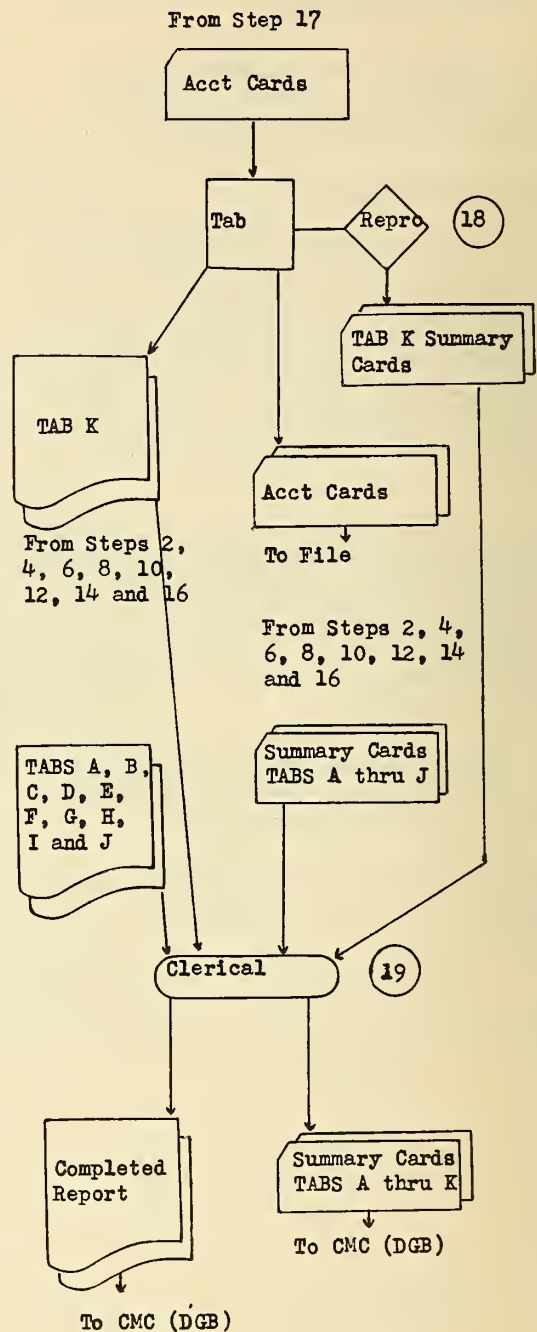 From Step 17
Acct Cards
Tab
Repro
18
TAB K Summary
Cards
TAB K
Acct Cards
To File
From Steps 2,
4, 6, 8, 10,
12, 14 and 16
From Steps 2, 4,
6, 8, 10, 12, 14
and 16
Summary Cards
TABS A thru J
TABS A, B,
C, D, E,
F, G, H,
I and J
Clerical
19
Completed
Report
Summary Cards
TABS A thru K
To CMC (DGB)
To CMC (DGB)